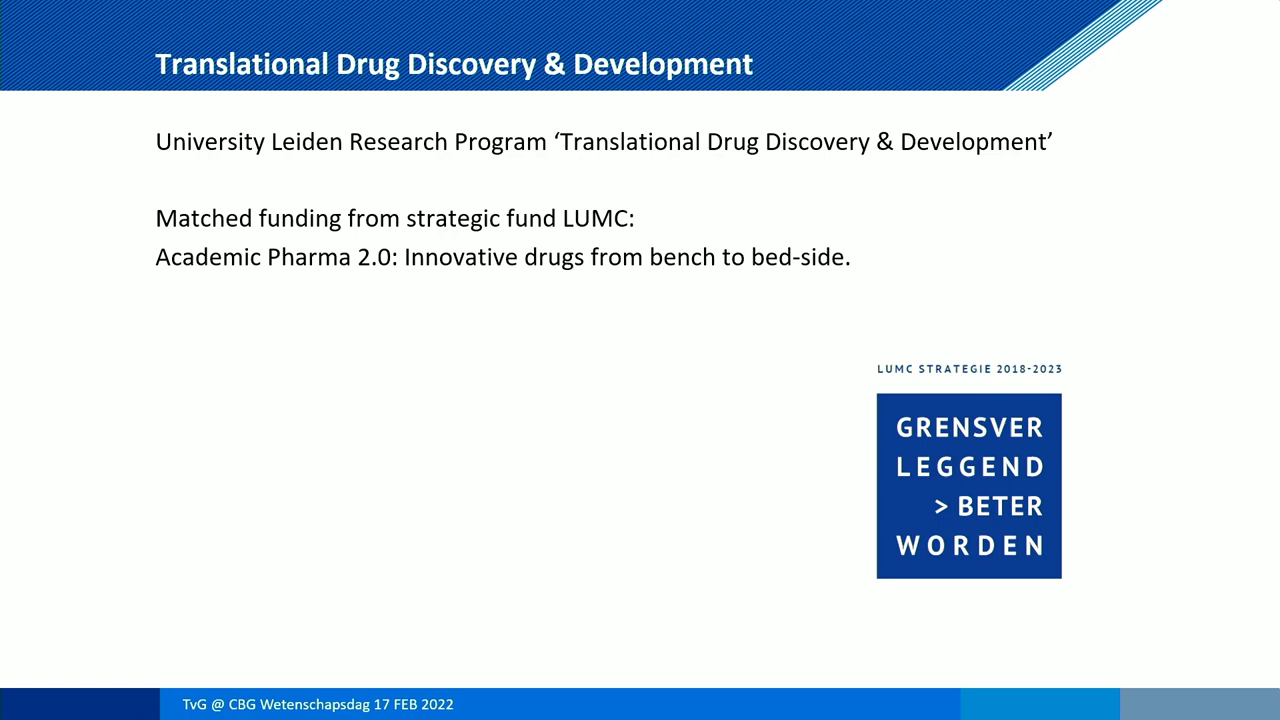 Translational Drug Discovery & Development
University Leiden Research Program ‘Translational Drug Discovery & Development’
Matched funding from strategic fund LUMC:
Academic Pharma 2.0: Innovative drugs from bench to bed-side.
LUMC STRATEGIE 2018-2023
GRENSVER
LEGGEND
> BETER
WORDEN
TvG @ CBG Wetenschapsdag 17 FEB 2022